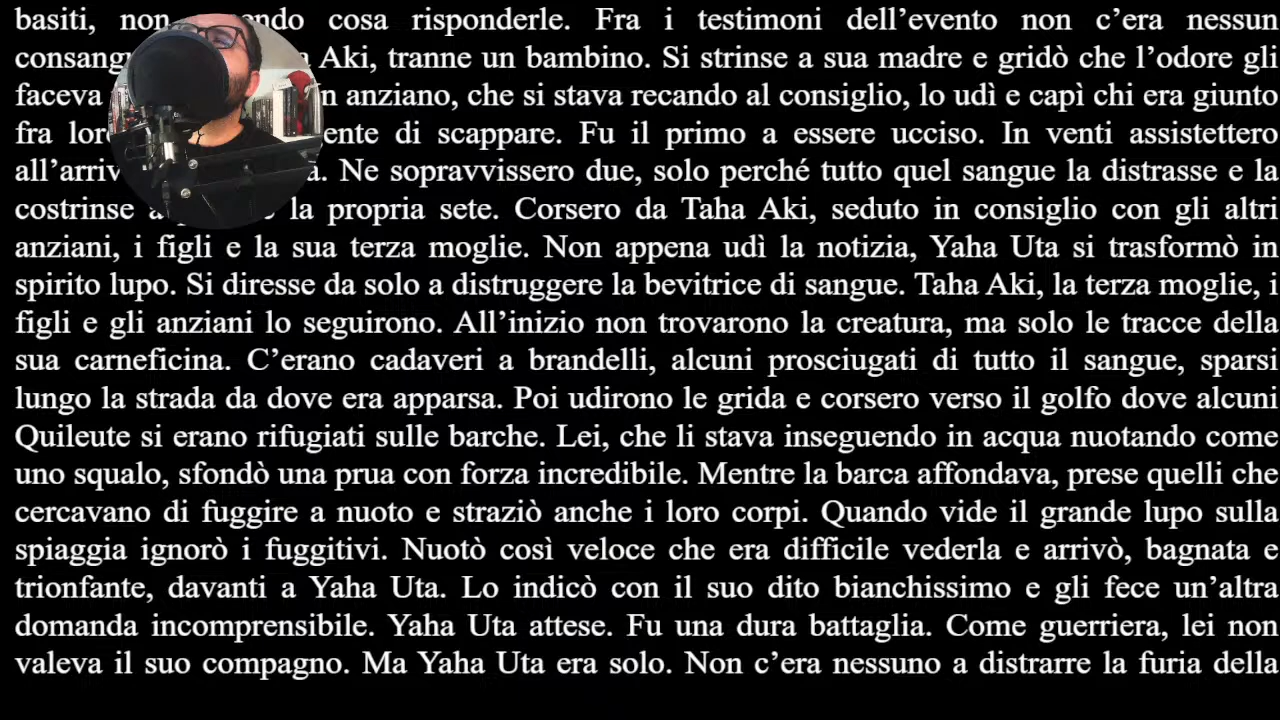 basiti, non cosa risponderle. Fra i testimoni dell’evento non c’era nessun
Aki, tranne un bambino. Si strinse a sua madre e gridò che l’odore gli
faceva anziano, che si stava recando al consiglio, lo udì e capì chi era giunto
fra di scappare. Fu il primo a essere ucciso. In venti assistettero
Ne sopravvissero due, solo perché tutto quel sangue la distrasse e la
costrinse la propria sete. Corsero da Taha Aki, seduto in consiglio con gli altri
anziani, i figli e la sua terza moglie. Non appena udì la notizia, Yaha Uta si trasformò in
spirito lupo. Si diresse da solo a distruggere la bevitrice di sangue. Taha Aki, la terza moglie, i
figli e gli anziani lo seguirono. All’inizio non trovarono la creatura, ma solo le tracce della
sua carneficina. C’erano cadaveri a brandelli, alcuni prosciugati di tutto il sangue, sparsi
lungo la strada da dove era apparsa. Poi udirono le grida e corsero verso il golfo dove alcuni
Quileute si erano rifugiati sulle barche. Lei, che li stava inseguendo in acqua nuotando come
uno squalo, sfondò una prua con forza incredibile. Mentre la barca affondava, prese quelli che
cercavano di fuggire a nuoto e straziò anche i loro corpi. Quando vide il grande lupo sulla
spiaggia ignorò i fuggitivi. Nuotò così veloce che era difficile vederla e arrivò, bagnata e
trionfante, davanti a Yaha Uta. Lo indicò con il suo dito bianchissimo e gli fece un’altra
domanda incomprensibile. Yaha Uta attese. Fu una dura battaglia. Come guerriera, lei non
valeva il suo compagno. Ma Yaha Uta era solo. Non c’era nessuno a distrarre la furia della